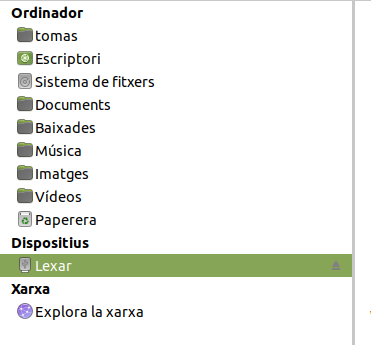 Ordinador
tomas
Escriptori
Sistema de fitxers
Documents
Baixades
Música
Imatges
Vídeos
Paperera
Dispositius
Lexar
Xarxa
Explora la xarxa